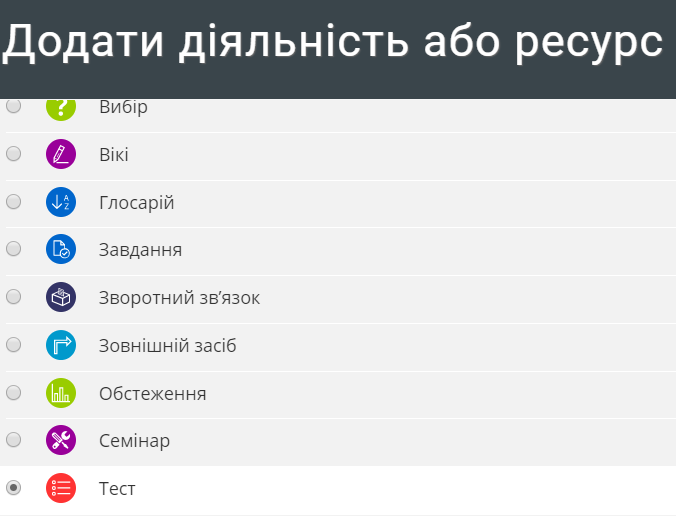 Додати діяльність або ресурс
Вибір
Вікі
Глосарій
Завдання
Зворотний зв’язок
Зовнішній засіб
Обстеження
Семінар
Тест